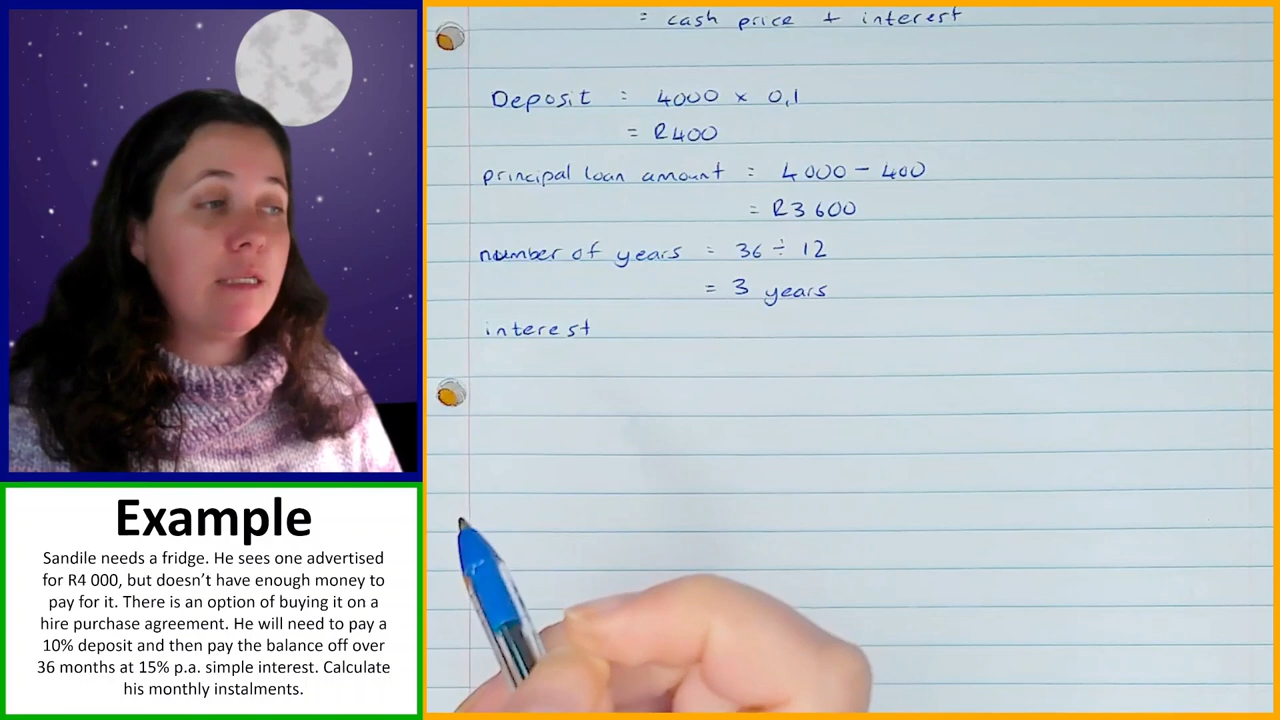 = cash price + interest
Deposit = 4000 x 0,1
= R400
principal loan amount = 4000 - 400
= R3 600
number of years = 36 ÷ 12
= 3 years
interest
Example
Sandile needs a fridge. He sees one advertised
for R4 000, but doesn't have enough money to
pay for it. There is an option of buying it on a
hire purchase agreement. He will need to pay a
10% deposit and then pay the balance off over
36 months at 15% p.a. simple interest. Calculate
his monthly instalments.